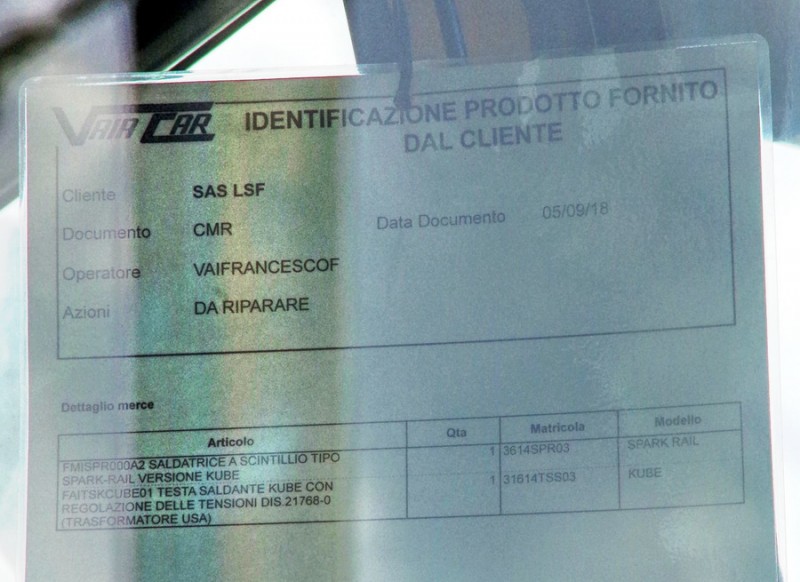 VAIR CAR
IDENTIFICAZIONE PRODOTTO FORNITO
DAL CLIENTE
Cliente SAS LSF
Documento CMR Data Documento 05/09/18
Operatore VAIFRANCESCOF
Azioni DA RIPARARE
Dettaglio merce
Articolo Qta Matricola Modello
FMISPR000A2 SALDATRICE A SCINTILLIO TIPO 1 3614SPR03 SPARK RAIL
SPARK-RAIL VERSIONE KUBE
FAITSKCUBE01 TESTA SALDANTE KUBE CON 1 31614TSS03 KUBE
REGOLAZIONE DELLE TENSIONI DIS.21768-0
(TRASFORMATORE USA)